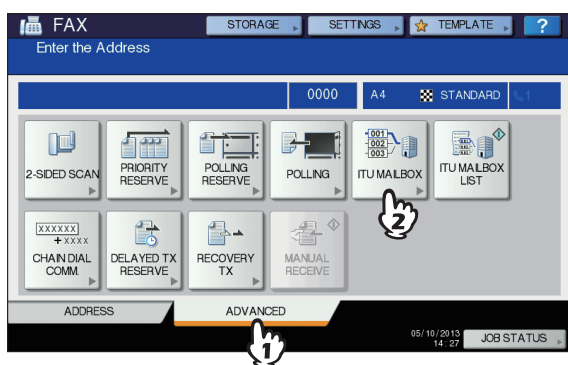 FAX
STORAGE
SETTINGS
TEMPLATE
?
Enter the Address
0000
A4
STANDARD
1
2-SIDED SCAN
PRIORITY
RESERVE
POLLING
RESERVE
POLLING
001
002
003
ITU MAILBOX
ITU MAILBOX
LIST
2
XXXXXX
+ XXXX
CHAIN DIAL
COMM.
DELAYED TX
RESERVE
RECOVERY
TX
MANUAL
RECEIVE
ADDRESS
ADVANCED
1
05/10/2013
14:27
JOB STATUS